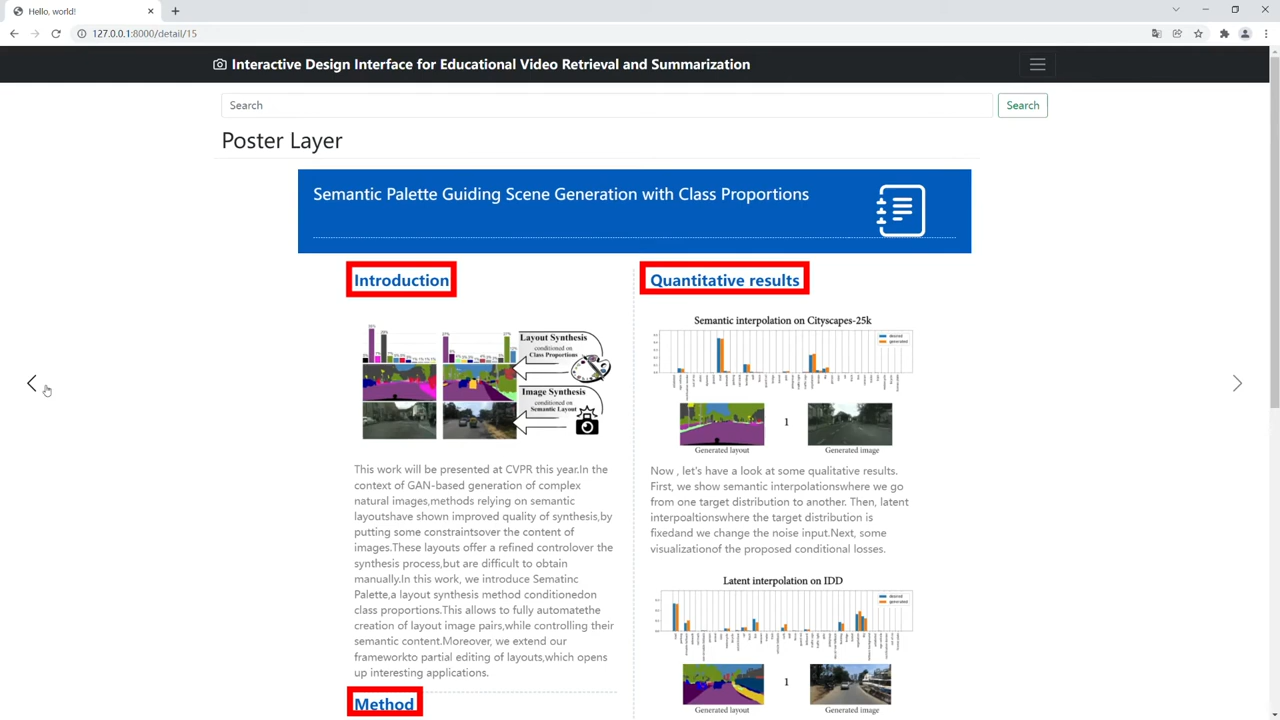 Hello, world!
127.0.0.1:8000/detail/15
Interactive Design Interface for Educational Video Retrieval and Summarization
Search
Search
Poster Layer
Semantic Palette Guiding Scene Generation with Class Proportions
Introduction
Layout Synthesis
conditioned on
Class Proportions
Image Synthesis
conditioned on
Semantic Layout
This work will be presented at CVPR this year.In the
context of GAN-based generation of complex
natural images,methods relying on semantic
layoutshave shown improved quality of synthesis,by
putting some constraintsover the content of
images.These layouts offer a refined controlover the
synthesis process,but are difficult to obtain
manually.In this work, we introduce Sematinc
Palette,a layout synthesis method conditionedon
class proportions.This allows to fully automatethe
creation of layout image pairs,while controlling their
semantic content.Moreover, we extend our
frameworkto partial editing of layouts,which opens
up interesting applications.
Method
Quantitative results
Semantic interpolation on Cityscapes-25k
desired
generated
1
Generated layout
Generated image
Now , let's have a look at some qualitative results.
First, we show semantic interpolationswhere we go
from one target distribution to another. Then, latent
interpoaltionswhere the target distribution is
fixedand we change the noise input.Next, some
visualizationof the proposed conditional losses.
Latent interpolation on IDD
desired
generated
1
Generated layout
Generated image